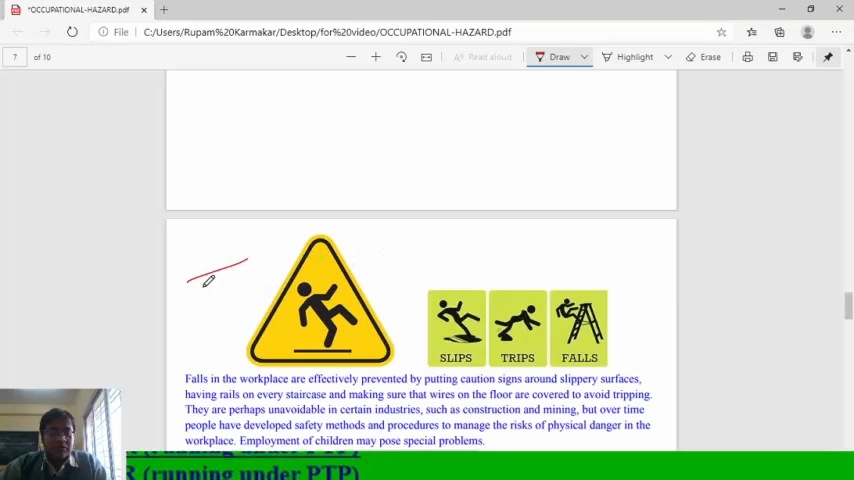 *OCCUPATIONAL-HAZARD.pdf
File C:/Users/Rupam%20Karmakar/Desktop/for%20video/OCCUPATIONAL-HAZARD.pdf
7 of 10 Read aloud Draw Highlight Erase
SLIPS TRIPS FALLS
Falls in the workplace are effectively prevented by putting caution signs around slippery surfaces,
having rails on every staircase and making sure that wires on the floor are covered to avoid tripping.
They are perhaps unavoidable in certain industries, such as construction and mining, but over time
people have developed safety methods and procedures to manage the risks of physical danger in the
workplace. Employment of children may pose special problems.
R (running under PTP)